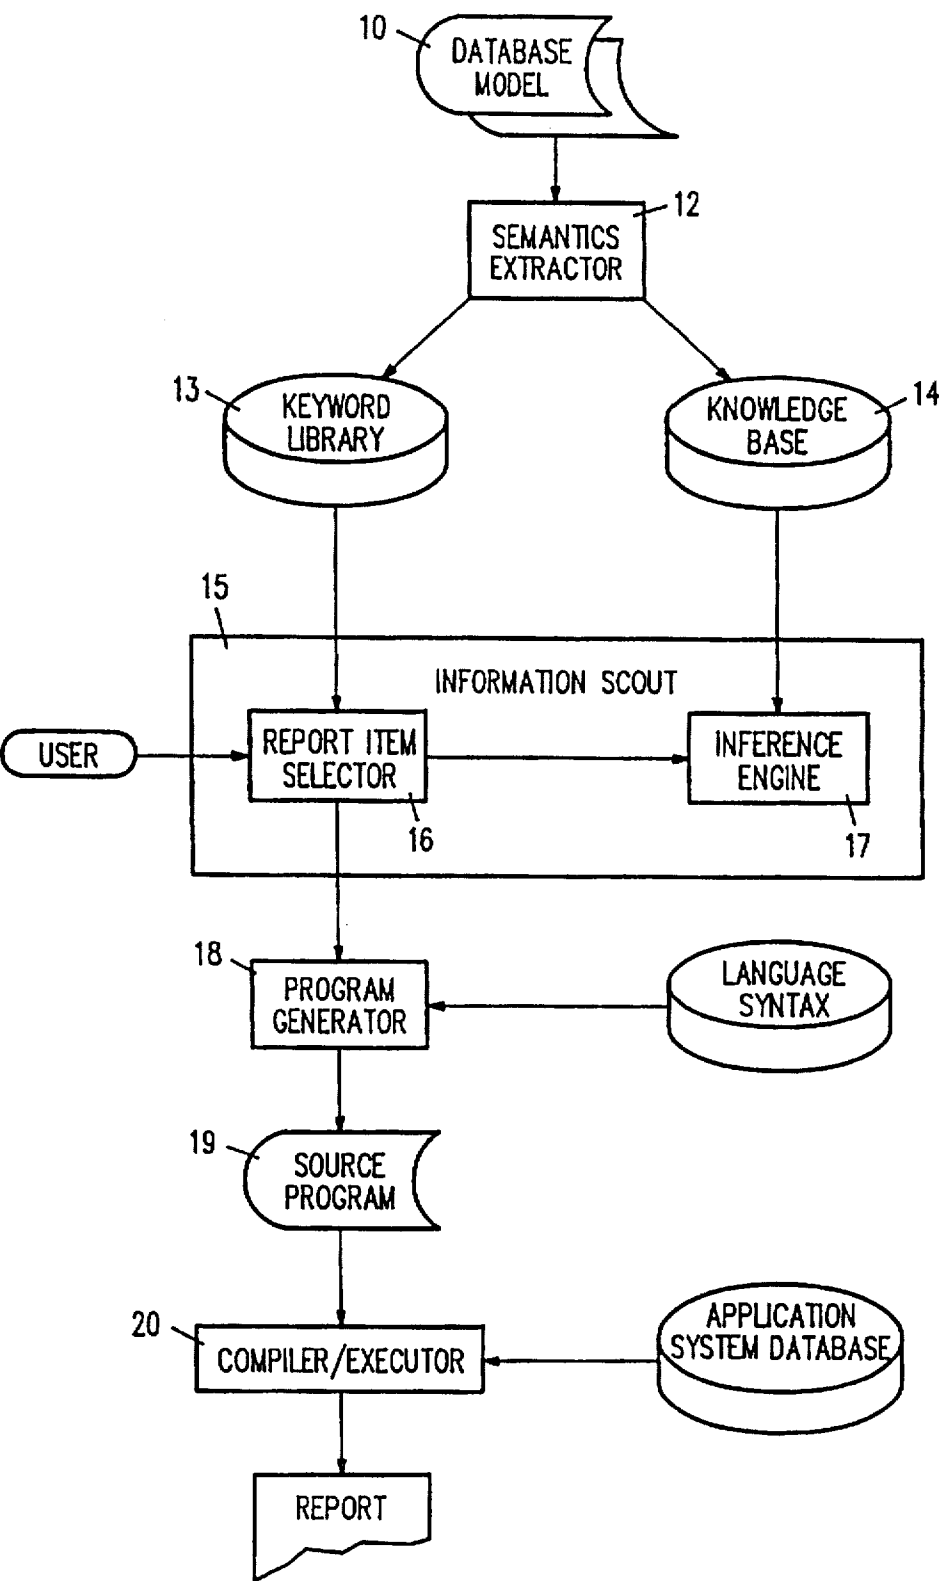 10
DATABASE
MODEL
12
SEMANTICS
EXTRACTOR
13
KEYWORD
LIBRARY
14
KNOWLEDGE
BASE
15
INFORMATION SCOUT
USER
REPORT ITEM
SELECTOR
16
INFERENCE
ENGINE
17
18
PROGRAM
GENERATOR
LANGUAGE
SYNTAX
19
SOURCE
PROGRAM
20
COMPILER/EXECUTOR
APPLICATION
SYSTEM DATABASE
REPORT